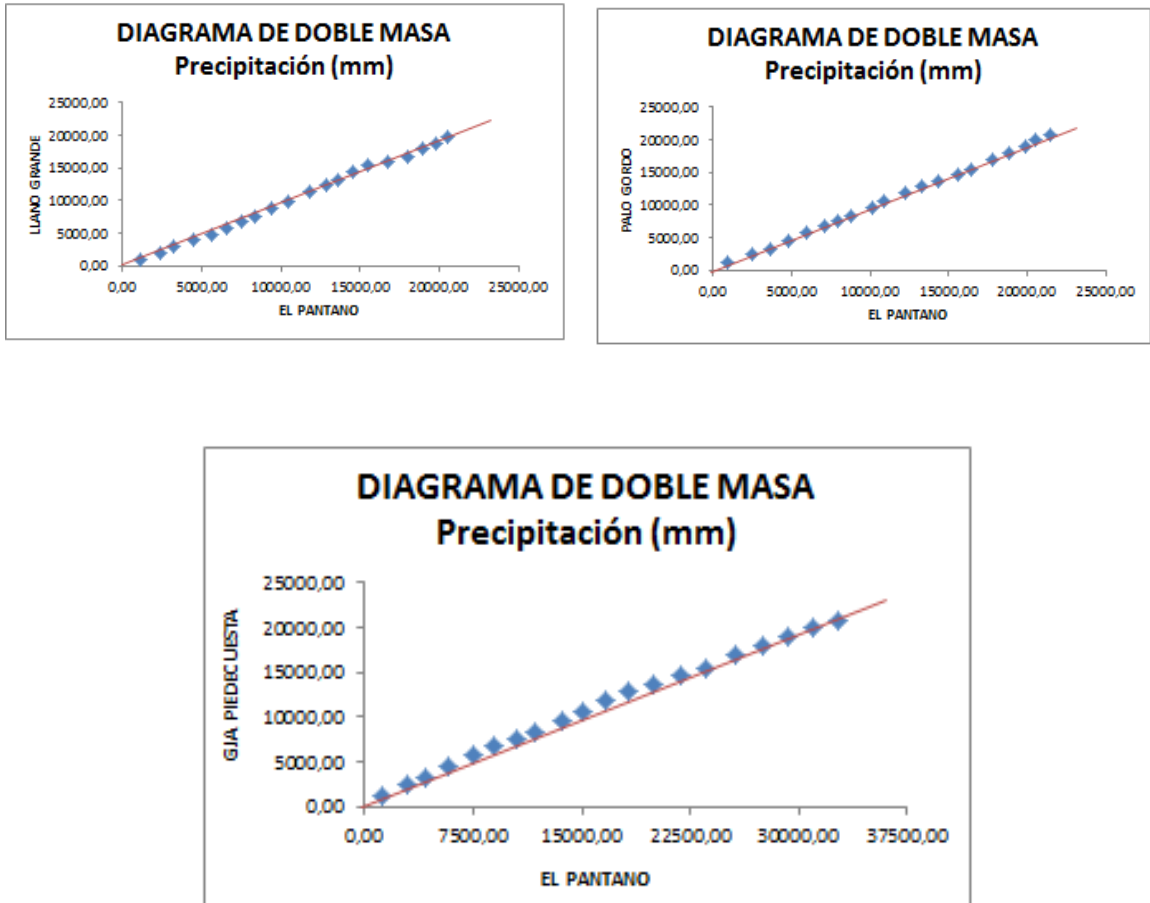 DIAGRAMA DE DOBLE MASA
Precipitación (mm)
25000,00
20000,00
15000,00
10000,00
5000,00
0,00
LLANO GRANDE
0,00 5000,00 10000,00 15000,00 20000,00 25000,00
EL PANTANO
DIAGRAMA DE DOBLE MASA
Precipitación (mm)
25000,00
20000,00
15000,00
10000,00
5000,00
0,00
PALO GORDO
0,00 5000,00 10000,00 15000,00 20000,00 25000,00
EL PANTANO
DIAGRAMA DE DOBLE MASA
Precipitación (mm)
25000,00
20000,00
15000,00
10000,00
5000,00
0,00
GJA PIEDECUESTA
0,00 7500,00 15000,00 22500,00 30000,00 37500,00
EL PANTANO